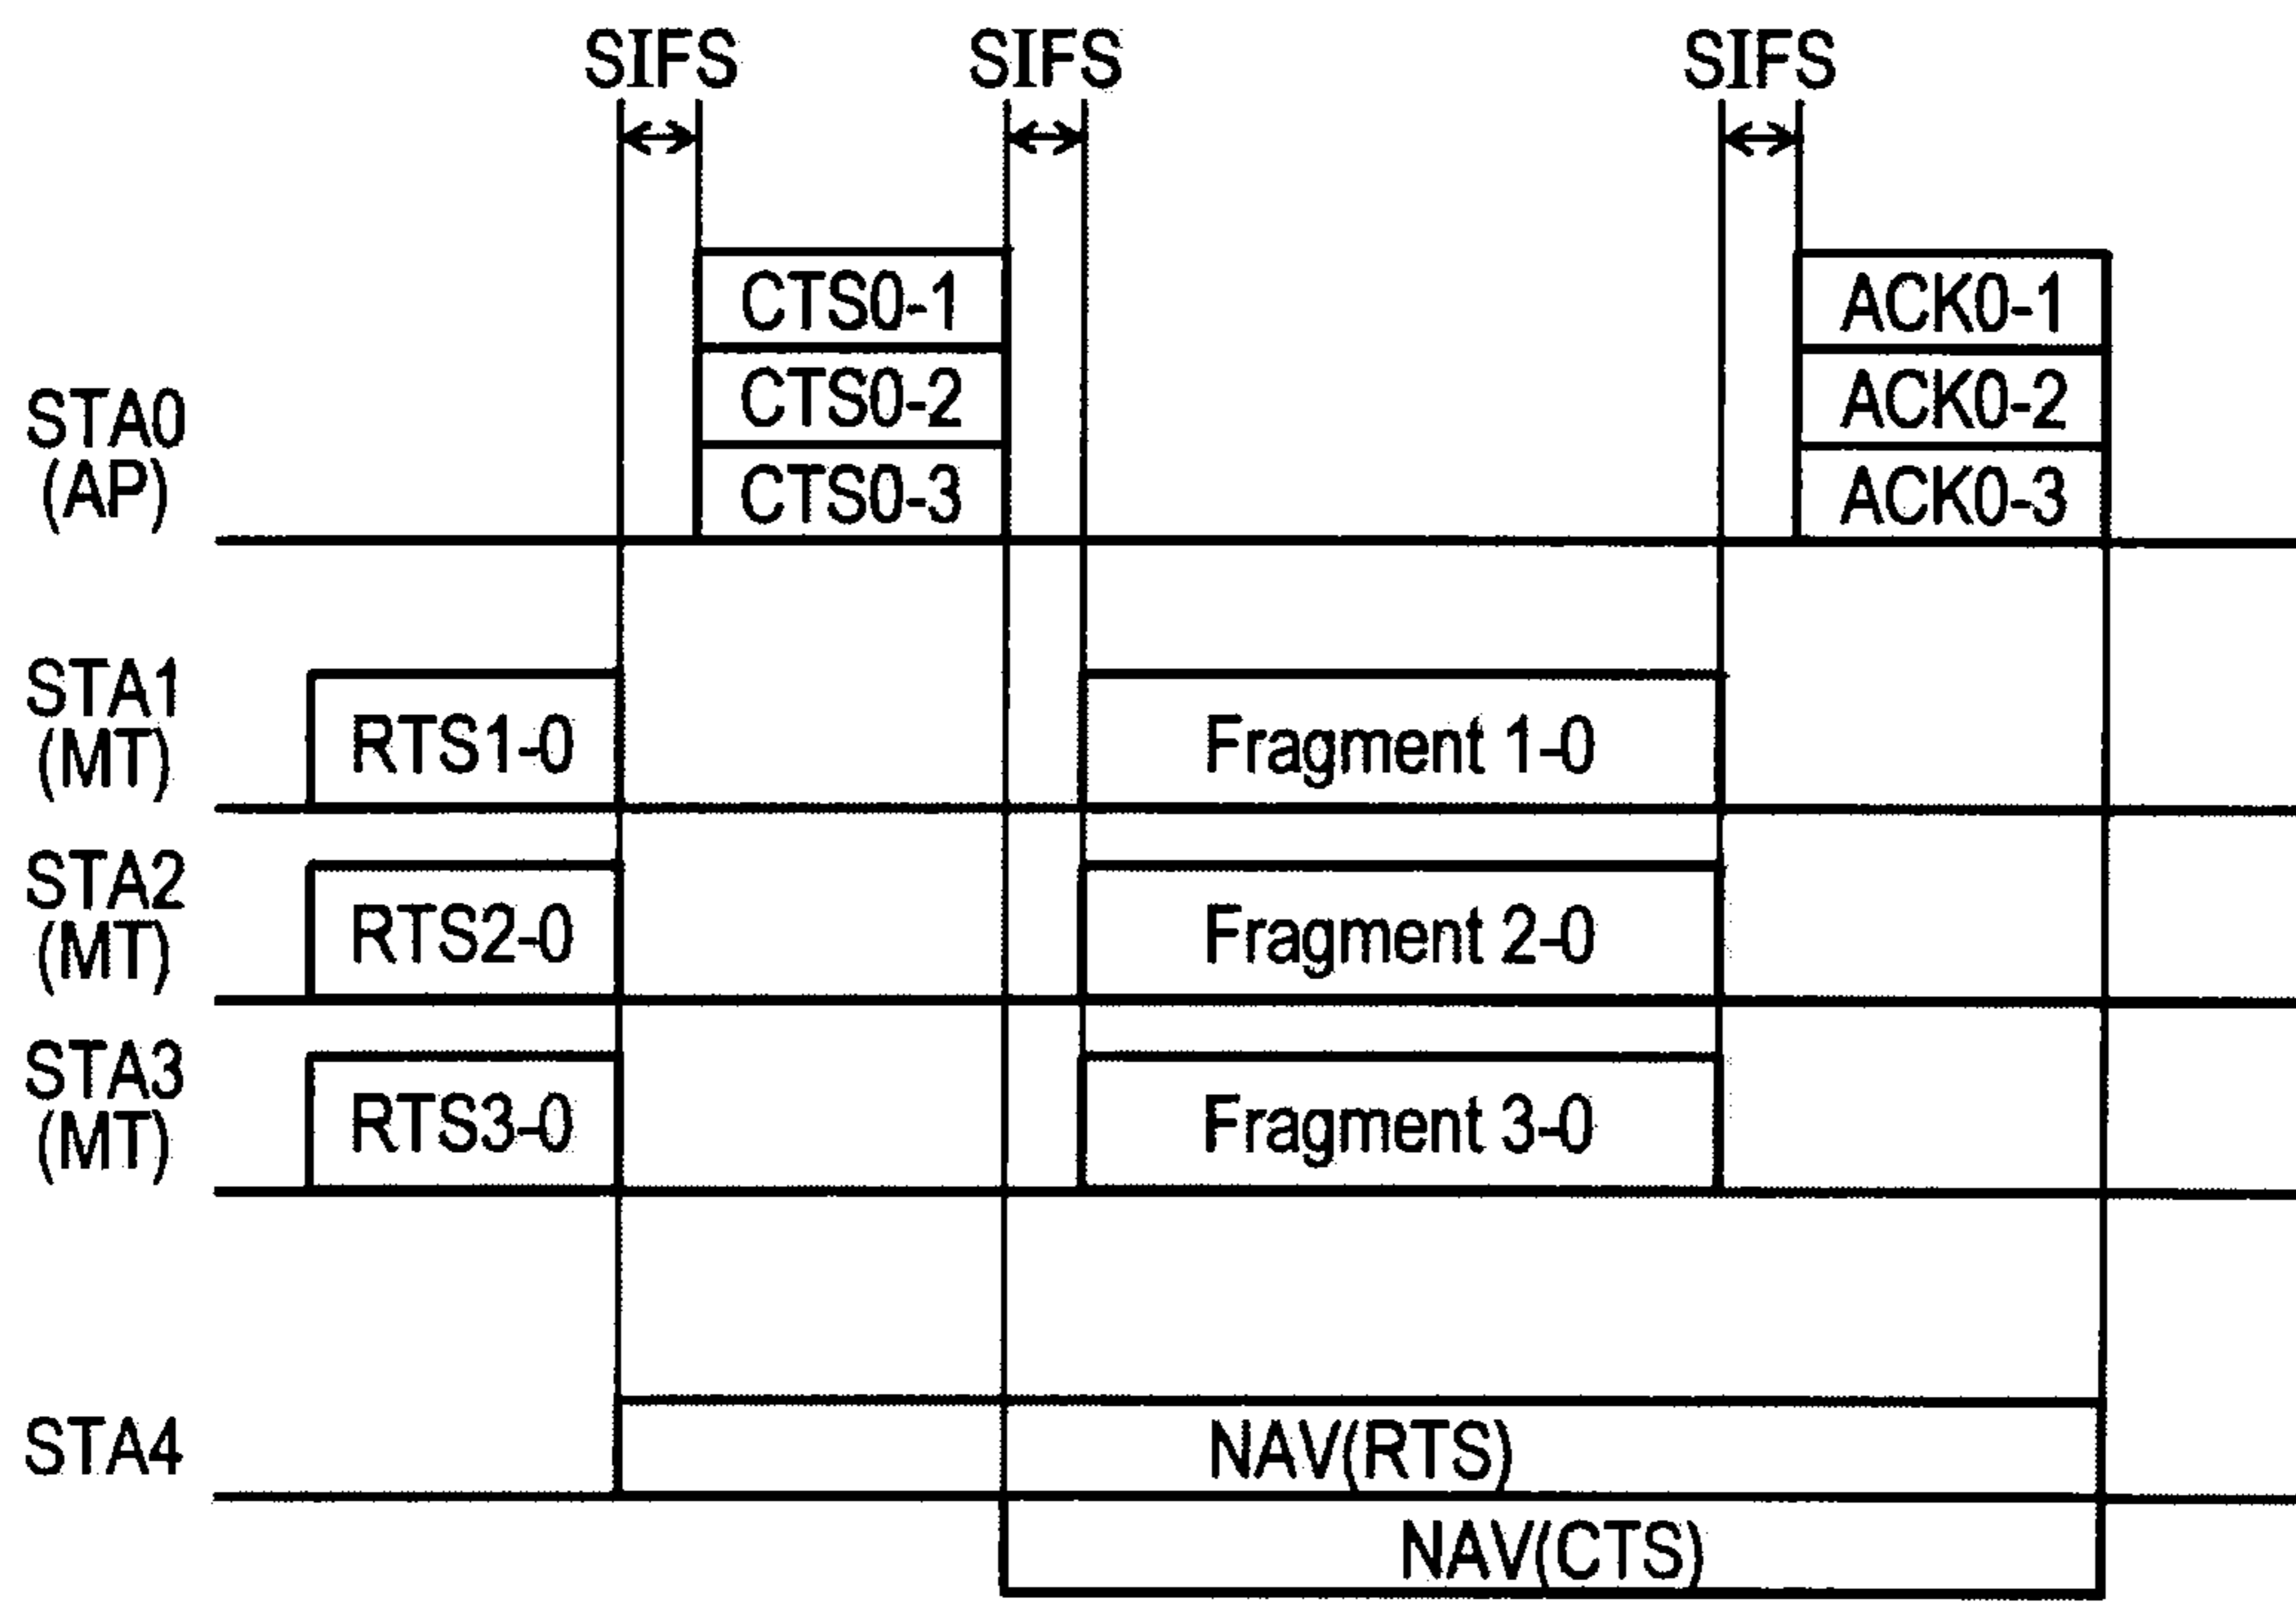 SIFS SIFS SIFS
CTS0-1 ACK0-1
CTS0-2 ACK0-2
STA0
(AP)
CTS0-3 ACK0-3
STA1
(MT)
RTS1-0 Fragment 1-0
STA2
(MT)
RTS2-0 Fragment 2-0
STA3
(MT)
RTS3-0 Fragment 3-0
STA4 NAV(RTS)
NAV(CTS)